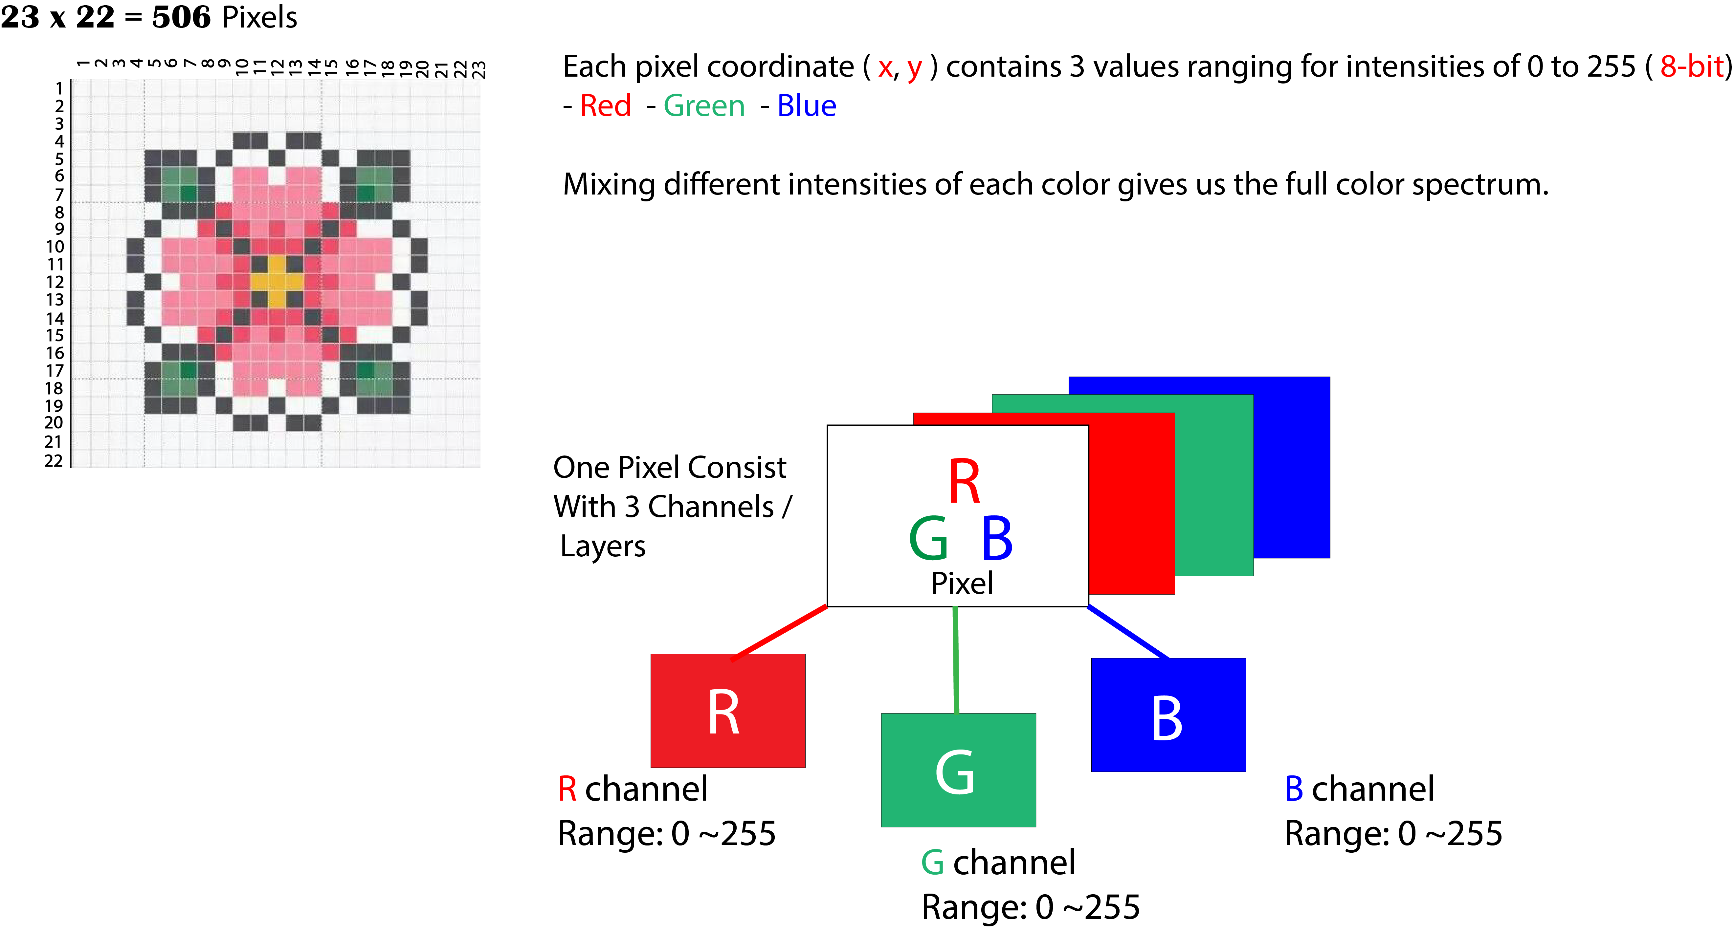 23 x 22 = 506 Pixels
1 2 3 4 5 6 7 8 9 10 11 12 13 14 15 16 17 18 19 20 21 22 23
1
2
3
4
5
6
7
8
9
10
11
12
13
14
15
16
17
18
19
20
21
22
Each pixel coordinate ( x, y ) contains 3 values ranging for intensities of 0 to 255 ( 8-bit)
- Red - Green - Blue
Mixing different intensities of each color gives us the full color spectrum.
One Pixel Consist
With 3 Channels /
Layers
R
G B
Pixel
R
G
B
R channel
Range: 0 ~255
G channel
Range: 0 ~255
B channel
Range: 0 ~255